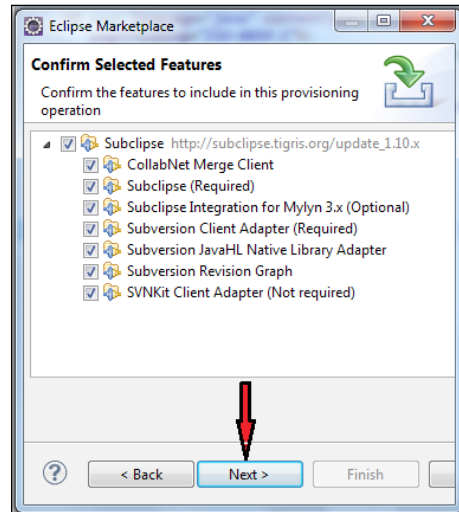 Eclipse Marketplace
Confirm Selected Features
Confirm the features to include in this provisioning
operation
Subclipse http://subclipse.tigris.org/update_1.10.x
CollabNet Merge Client
Subclipse (Required)
Subclipse Integration for Mylyn 3.x (Optional)
Subversion Client Adapter (Required)
Subversion JavaHL Native Library Adapter
Subversion Revision Graph
SVNKit Client Adapter (Not required)
? < Back Next > Finish